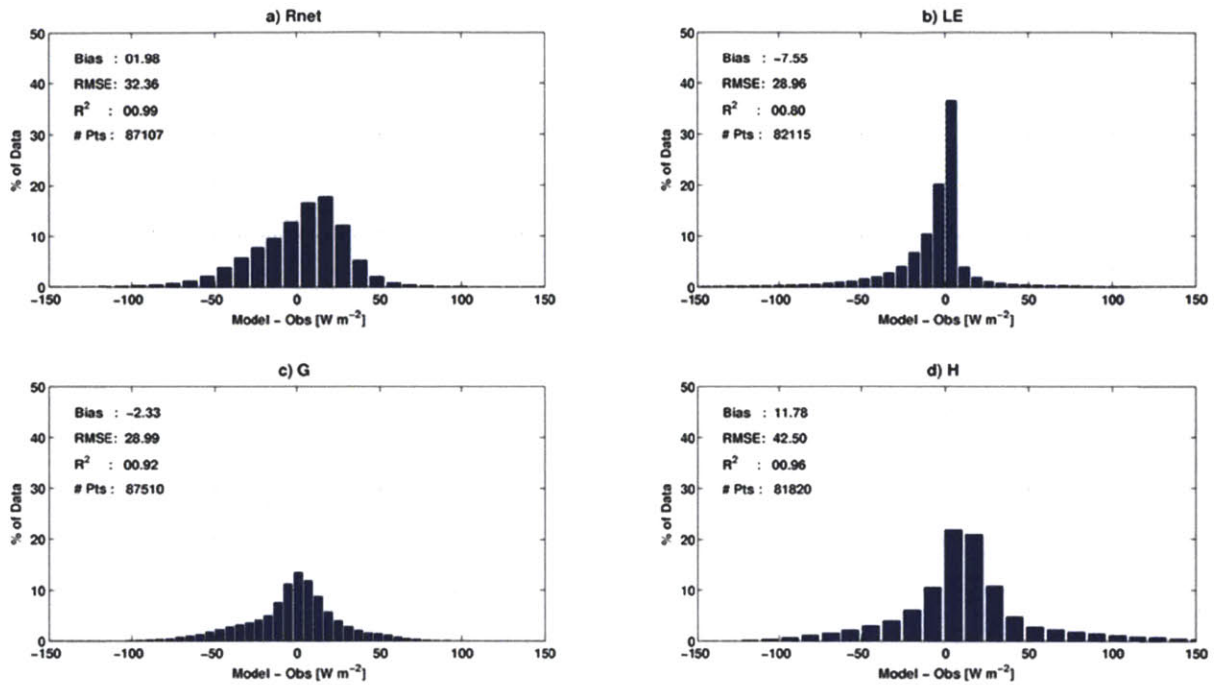 a) Rnet
Bias : 01.98
RMSE: 32.36
R² : 00.99
# Pts : 87107
% of Data
50
40
30
20
10
0
−150 −100 −50 0 50 100 150
Model − Obs [W m⁻²]
b) LE
Bias : −7.55
RMSE: 28.96
R² : 00.80
# Pts : 82115
% of Data
50
40
30
20
10
0
−150 −100 −50 0 50 100 150
Model − Obs [W m⁻²]
c) G
Bias : −2.33
RMSE: 28.99
R² : 00.92
# Pts : 87510
% of Data
50
40
30
20
10
0
−150 −100 −50 0 50 100 150
Model − Obs [W m⁻²]
d) H
Bias : 11.78
RMSE: 42.50
R² : 00.96
# Pts : 81820
% of Data
50
40
30
20
10
0
−150 −100 −50 0 50 100 150
Model − Obs [W m⁻²]